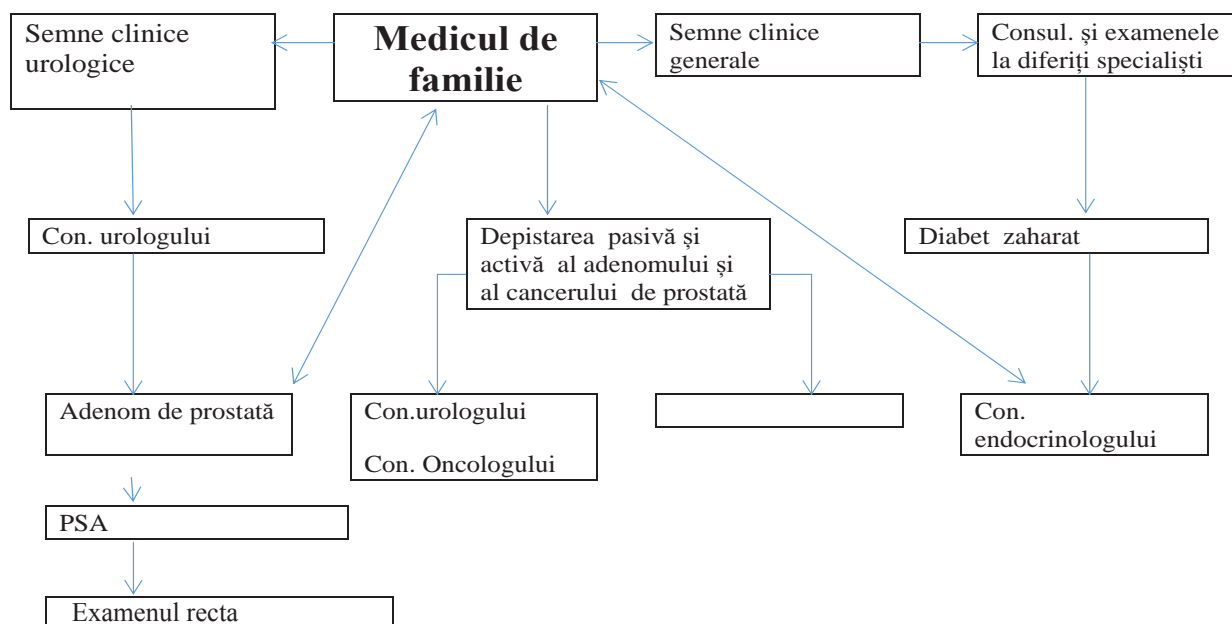 Semne clinice
urologice
Medicul de
familie
Semne clinice
generale
Consul. și examenele
la diferiți specialiști
Con. urologului
Depistarea pasivă și
activă al adenomului și
al cancerului de prostată
Diabet zaharat
Adenom de prostată
Con.urologului
Con. Oncologului
Con.
endocrinologului
PSA
Examenul recta